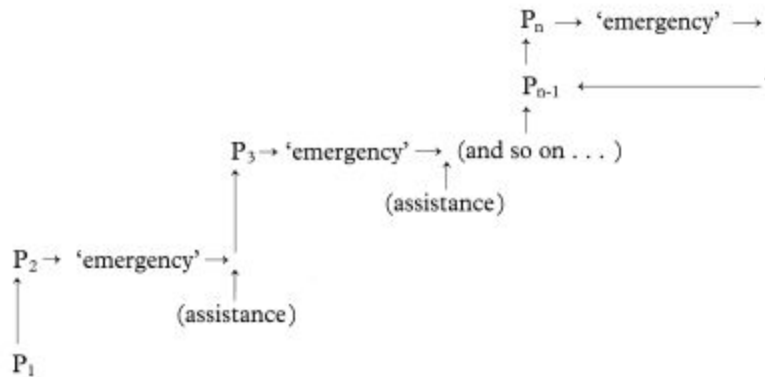 Pₙ → ‘emergency’ →
Pₙ₋₁ ←
P₃ → ‘emergency’ → (and so on . . . )
(assistance)
P₂ → ‘emergency’ →
(assistance)
P₁